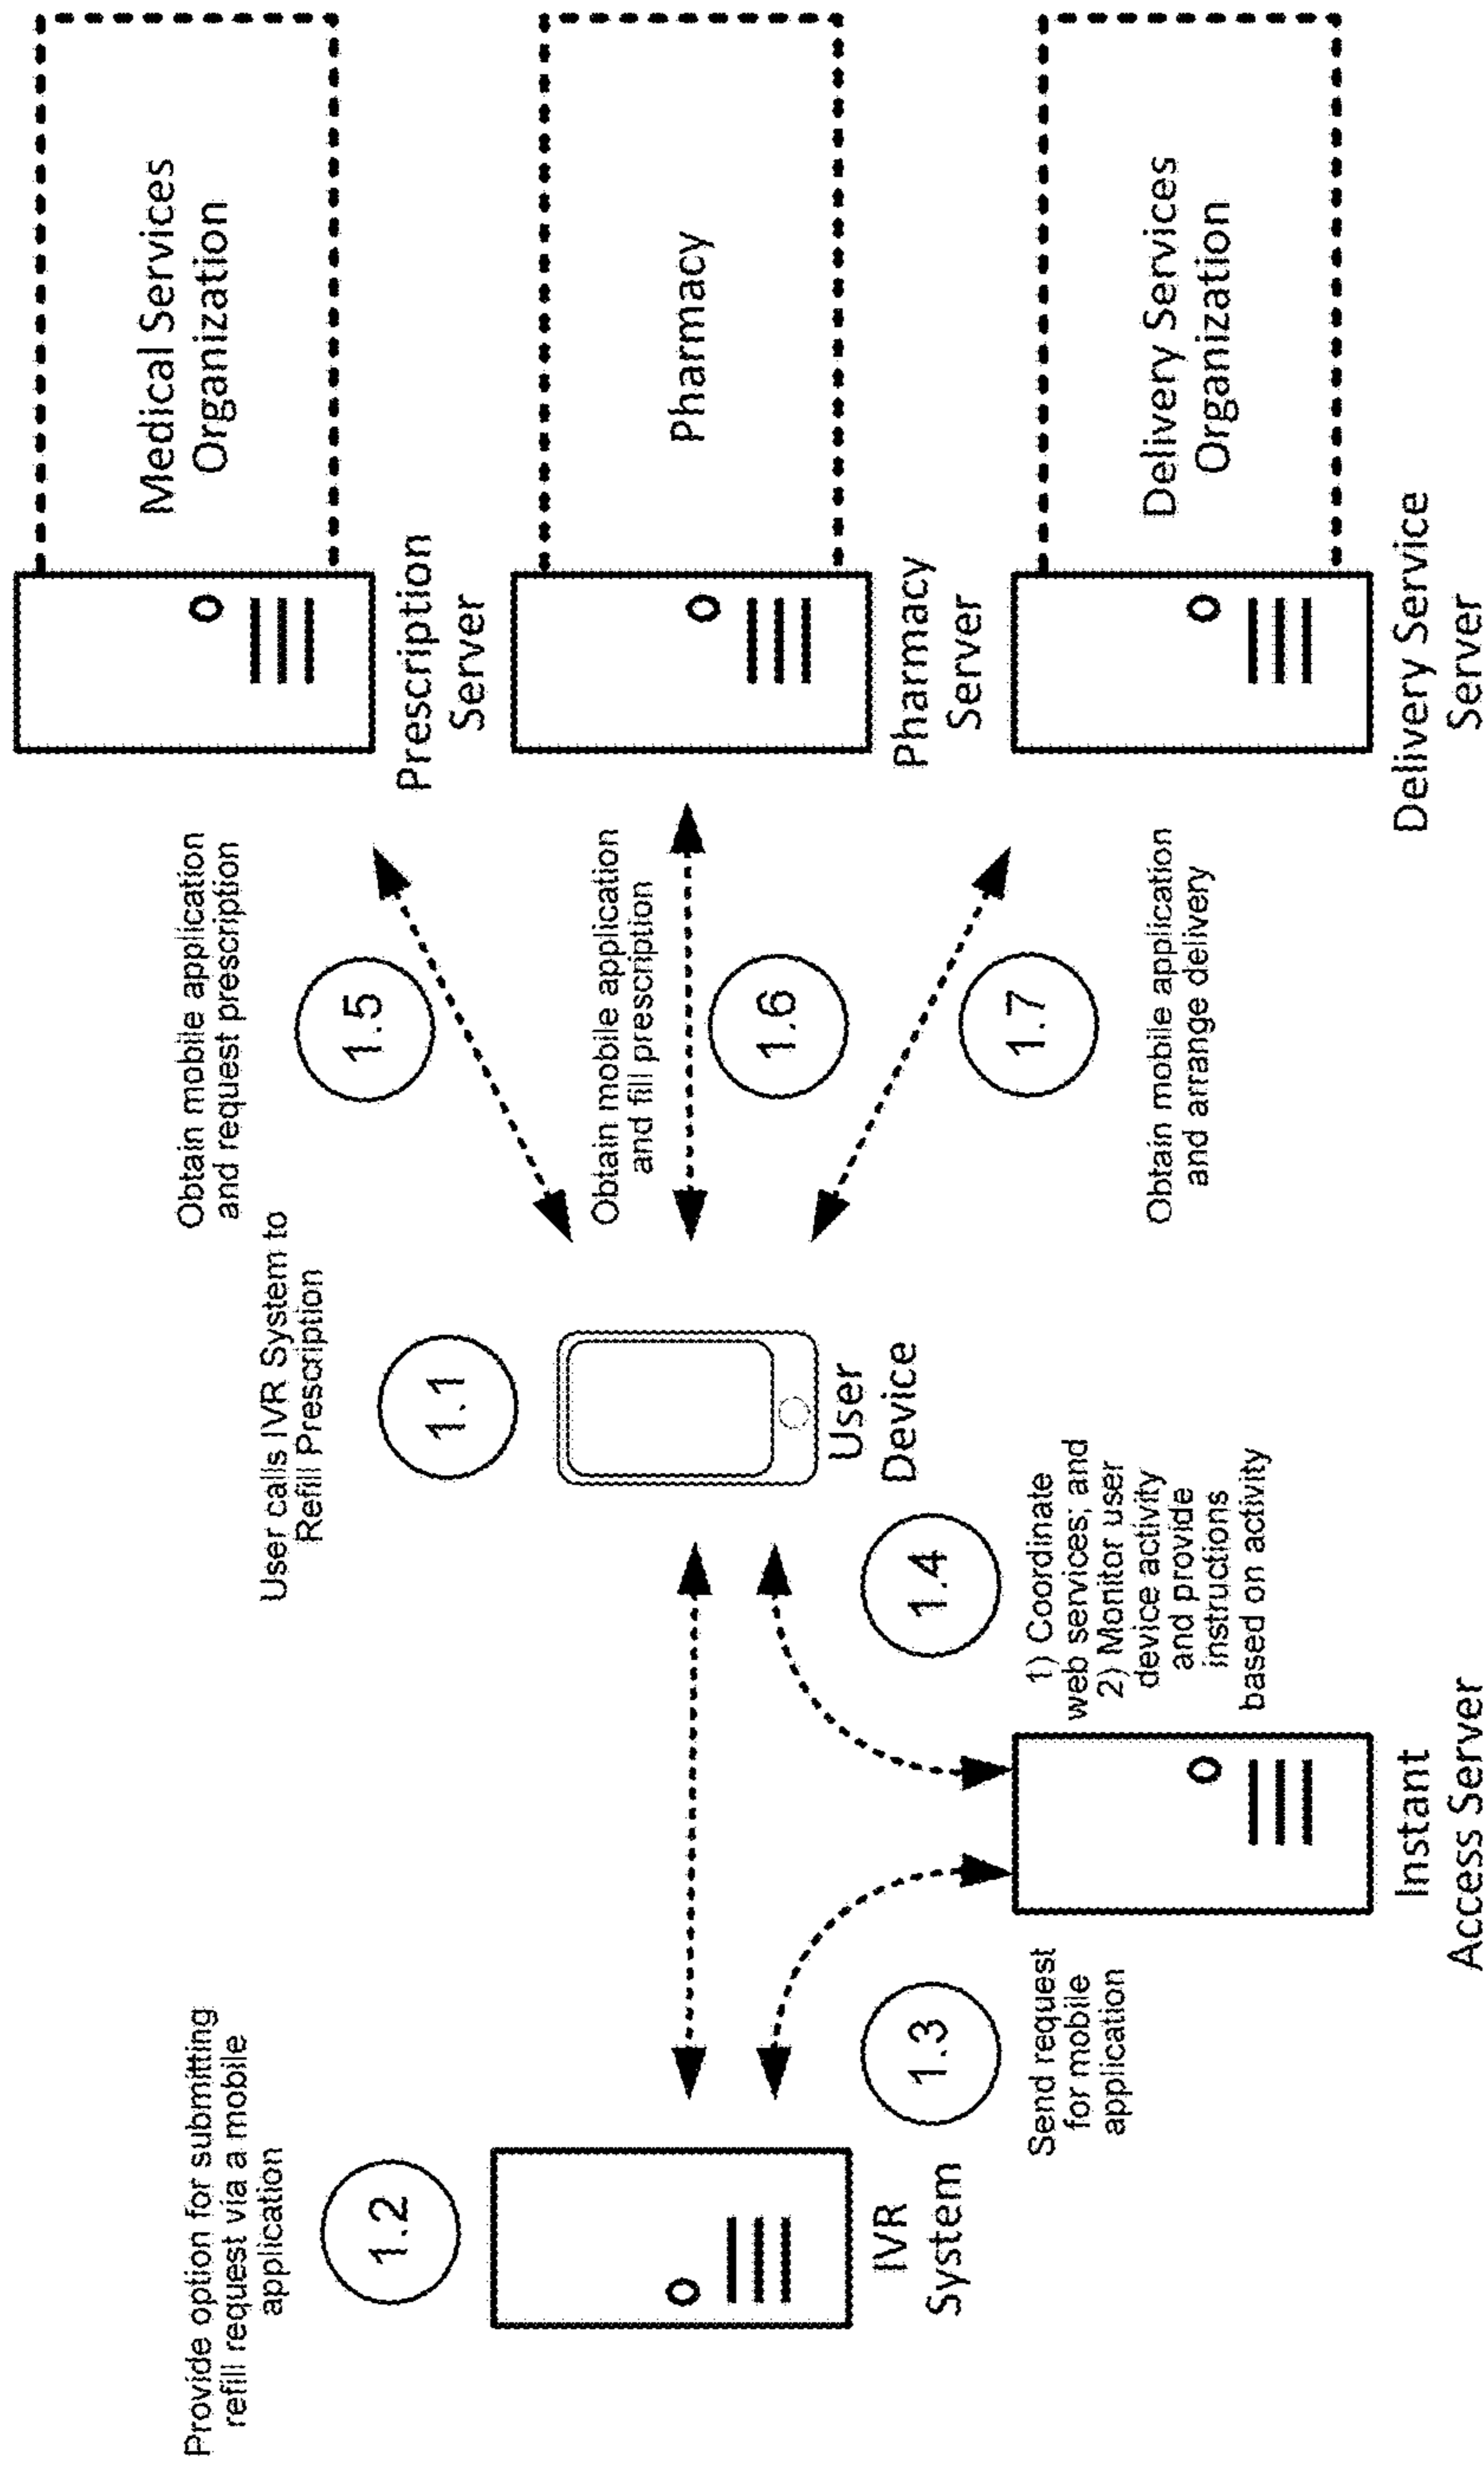 Provide option for submitting
refill request via a mobile
application
1.2
IVR
System
User calls IVR System to
Refill Prescription
1.1
User
Device
1.3
Send request
for mobile
application
1.4
1) Coordinate
web services; and
2) Monitor user
device activity
and provide
instructions
based on activity
Instant
Access Server
Obtain mobile application
and request prescription
1.5
Obtain mobile application
and fill prescription
1.6
1.7
Obtain mobile application
and arrange delivery
Medical Services
Organization
Prescription
Server
Pharmacy
Pharmacy
Server
Delivery Services
Organization
Delivery Service
Server